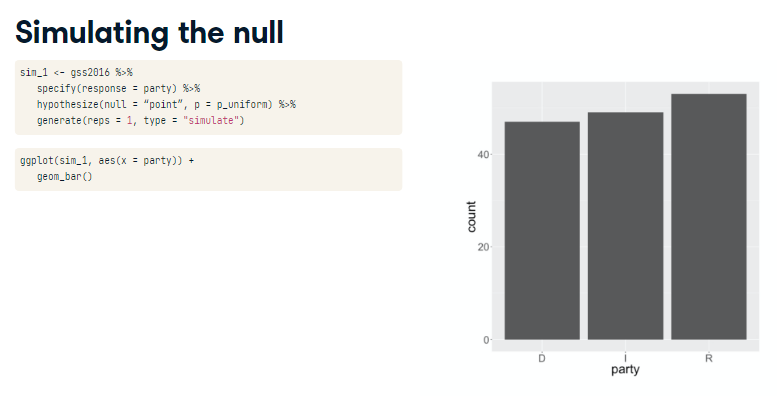 Simulating the null
sim_1 <- gss2016 %>%
specify(response = party) %>%
hypothesize(null = “point”, p = p_uniform) %>%
generate(reps = 1, type = "simulate")
ggplot(sim_1, aes(x = party)) +
geom_bar()
count
40
20
0
D I R
party